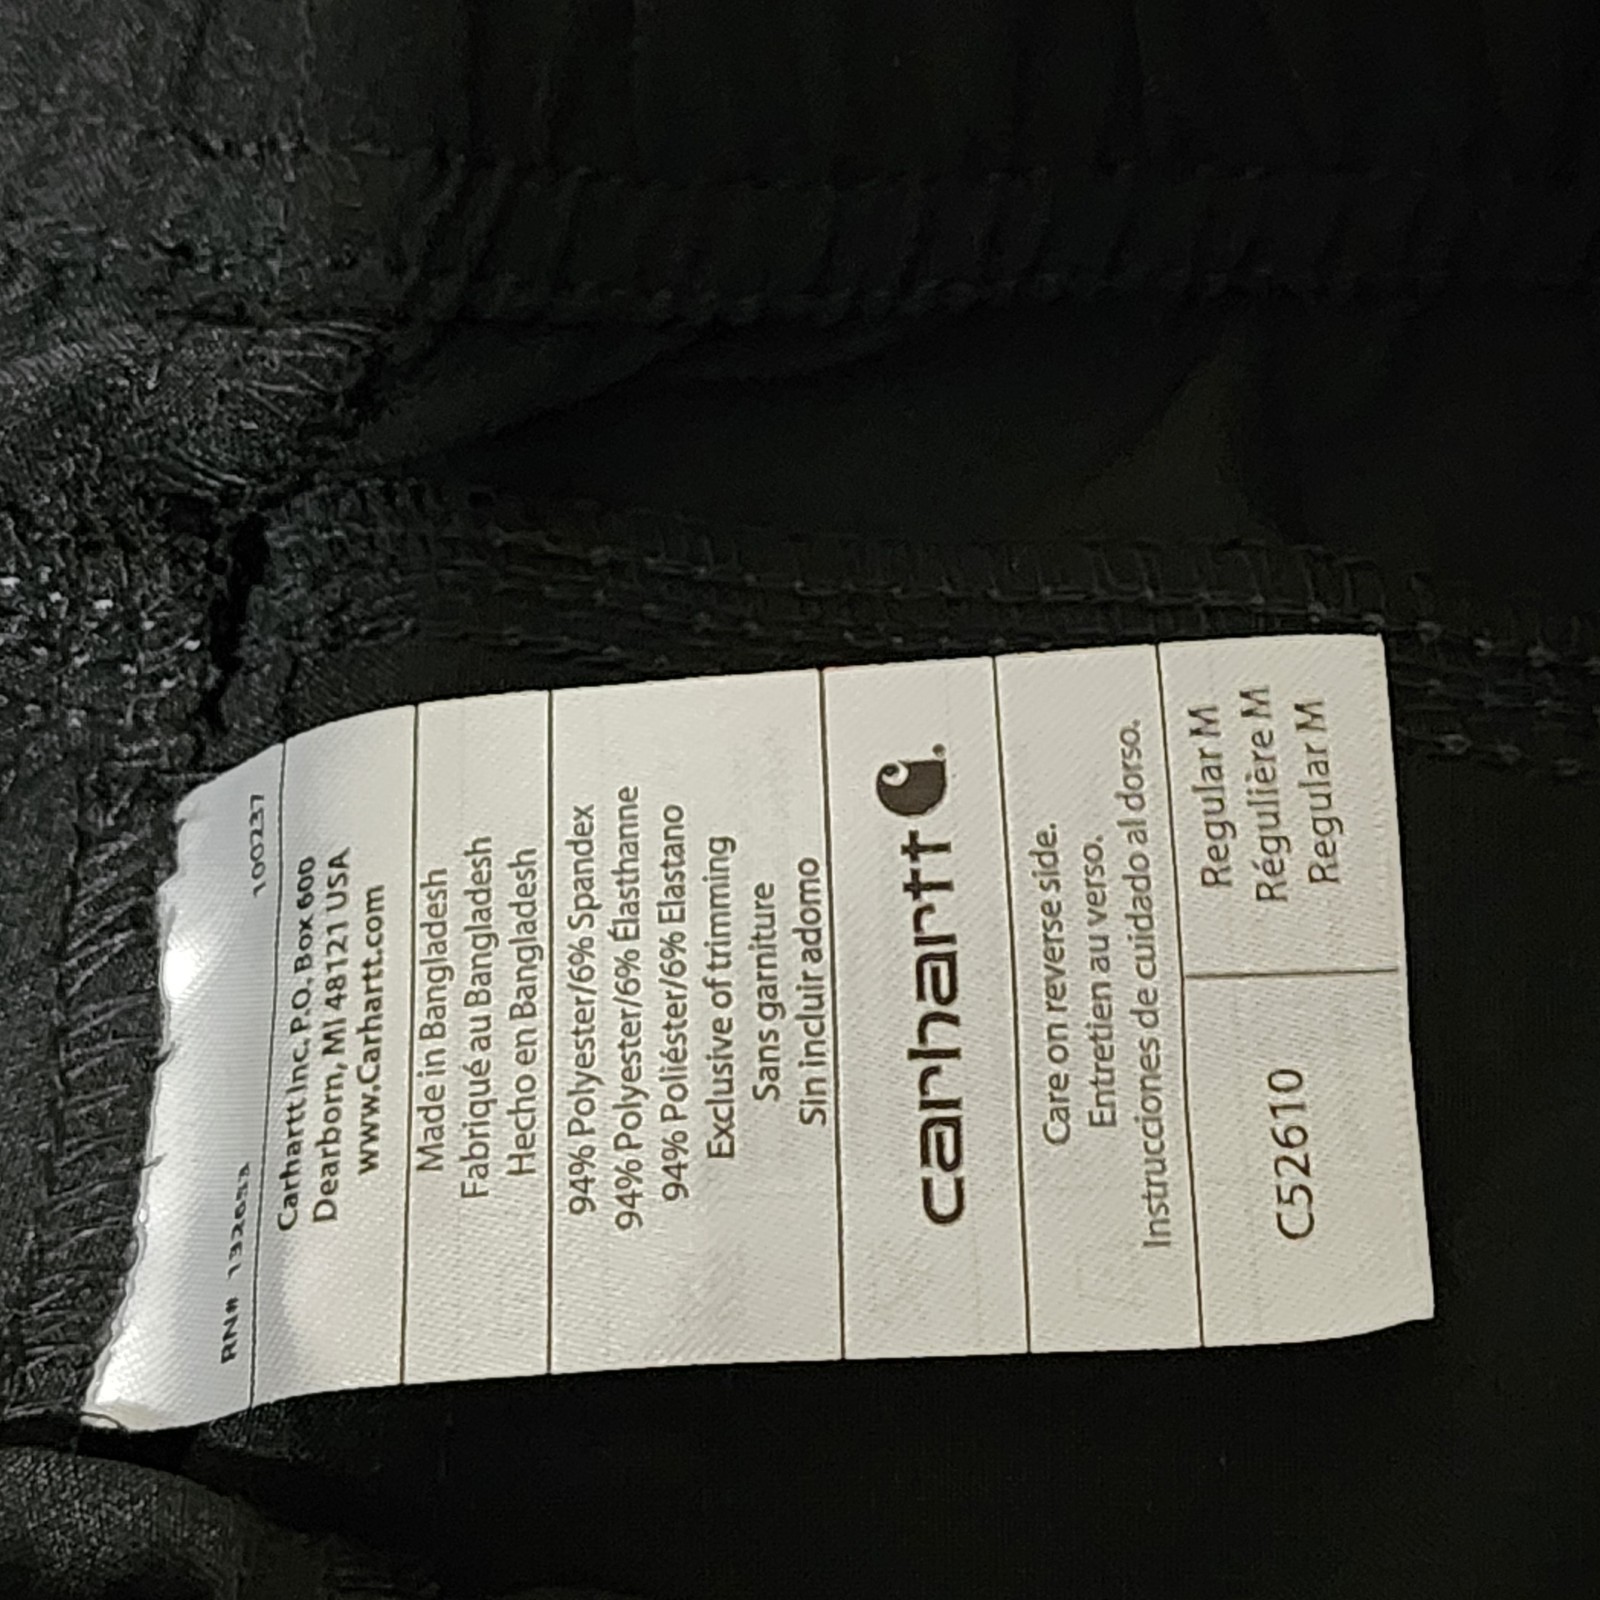 RN# 132653 100237
Carhartt Inc. P.O. Box 600
Dearborn, MI 48121 USA
www.Carhartt.com
Made in Bangladesh
Fabriqué au Bangladesh
Hecho en Bangladesh
94% Polyester/6% Spandex
94% Polyester/6% Élasthanne
94% Poliéster/6% Elastano
Exclusive of trimming
Sans garniture
Sin incluir adorno
carhartt
Care on reverse side.
Entretien au verso.
Instrucciones de cuidado al dorso.
C52610
Regular M
Régulière M
Regular M